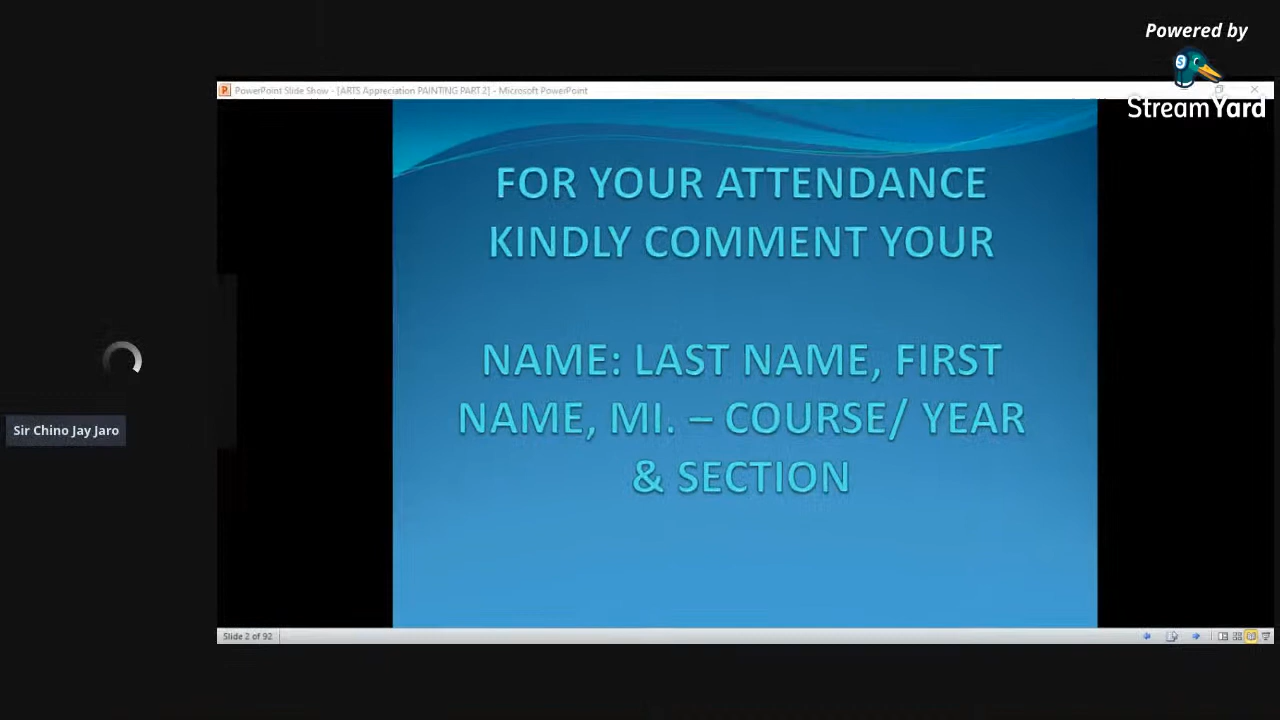 Powered by
StreamYard
PowerPoint Slide Show - [ARTS Appreciation PAINTING PART 2] - Microsoft PowerPoint
FOR YOUR ATTENDANCE
KINDLY COMMENT YOUR
NAME: LAST NAME, FIRST
NAME, MI. – COURSE/ YEAR
& SECTION
Sir Chino Jay Jaro
Slide 2 of 92